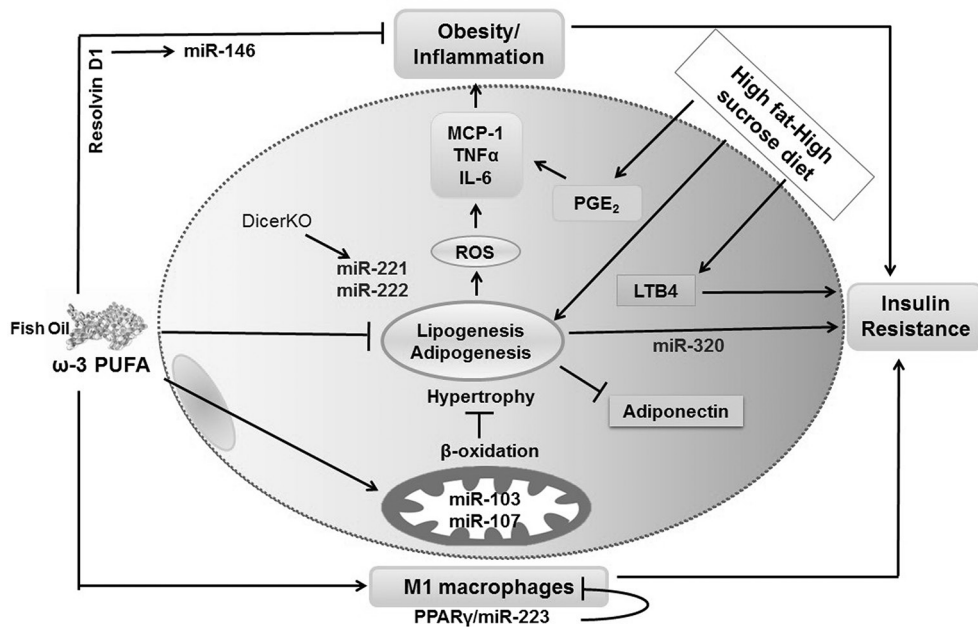 Obesity/
Inflammation
Resolvin D1
miR-146
High fat-High
sucrose diet
MCP-1
TNFα
IL-6
PGE₂
DicerKO
miR-221
miR-222
ROS
LTB4
Insulin
Resistance
Fish Oil
ω-3 PUFA
Lipogenesis
Adipogenesis
miR-320
Hypertrophy
Adiponectin
β-oxidation
miR-103
miR-107
M1 macrophages
PPARγ/miR-223